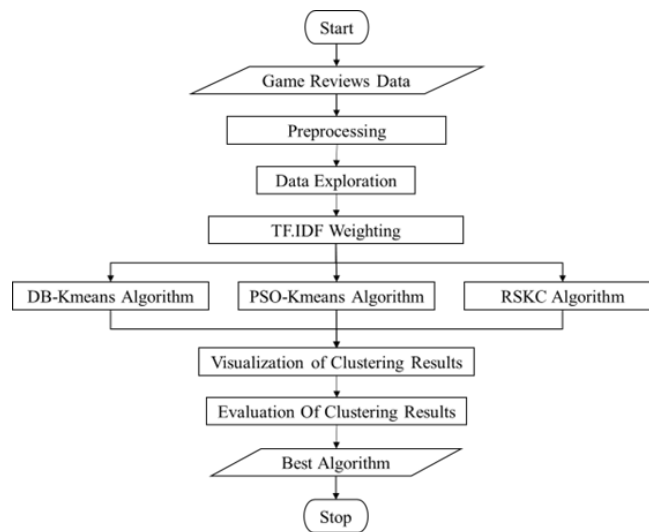 Start
Game Reviews Data
Preprocessing
Data Exploration
TF.IDF Weighting
DB-Kmeans Algorithm
PSO-Kmeans Algorithm
RSKC Algorithm
Visualization of Clustering Results
Evaluation Of Clustering Results
Best Algorithm
Stop